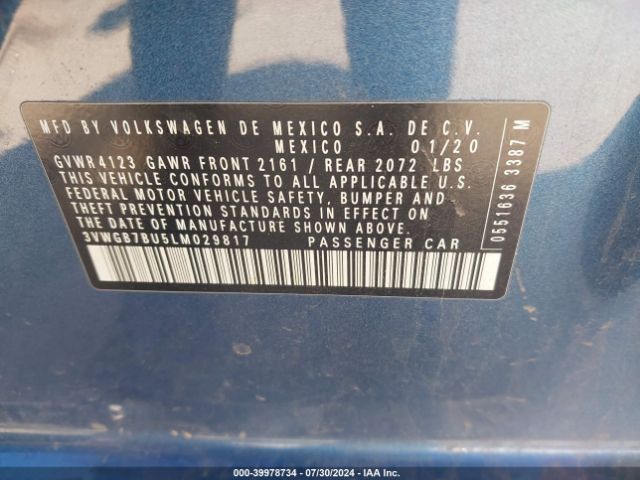 MFD BY VOLKSWAGEN DE MEXICO S.A. DE C.V.
MEXICO 01/20
GVWR 4123 GAWR FRONT 2161 / REAR 2072 LBS
THIS VEHICLE CONFORMS TO ALL APPLICABLE U.S.
FEDERAL MOTOR VEHICLE SAFETY, BUMPER AND
THEFT PREVENTION STANDARDS IN EFFECT ON
THE DATE OF MANUFACTURE SHOWN ABOVE.
3VWGB7BU5LM029817 PASSENGER CAR
0551636 3387 M
000-39978734 | 07/30/2024 | IAA Inc.